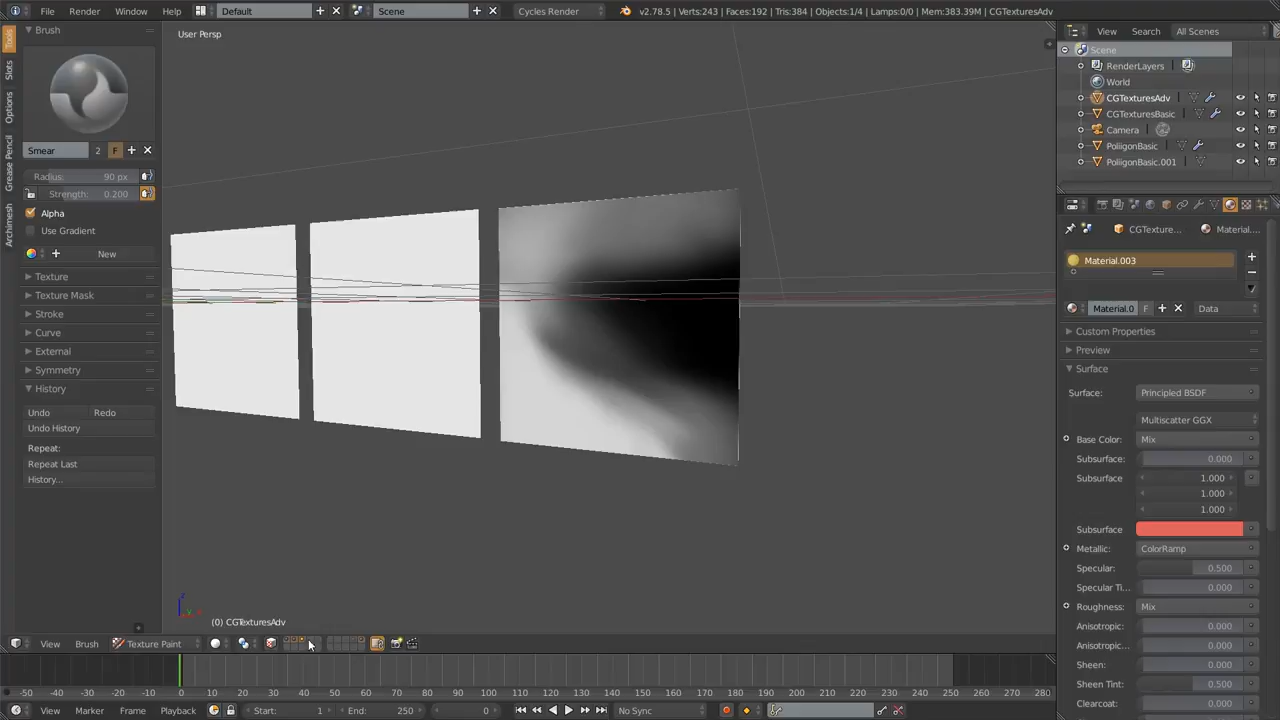 File Render Window Help Default Scene Cycles Render v2.78.5 | Verts:243 | Faces:192 | Tris:384 | Objects:1/4 | Lamps:0/0 | Mem:383.39M | CGTexturesAdv
Tools
Slots
Options
Grease Pencil
Archimesh
Brush
Smear 2 F
Radius: 90 px
Strength: 0.200
Alpha
Use Gradient
New
Texture
Texture Mask
Stroke
Curve
External
Symmetry
History
Undo Redo
Undo History
Repeat:
Repeat Last
History...
User Persp
(0) CGTexturesAdv
View Brush Texture Paint
View Search All Scenes
Scene
RenderLayers
World
CGTexturesAdv
CGTexturesBasic
Camera
PoliigonBasic
PoliigonBasic.001
CGTexture... Material....
Material.003
Material.0 F Data
Custom Properties
Preview
Surface
Surface: Principled BSDF
Multiscatter GGX
Base Color: Mix
Subsurface: 0.000
Subsurface 1.000
1.000
1.000
Subsurface
Metallic: ColorRamp
Specular: 0.500
Specular Ti... 0.000
Roughness: Mix
Anisotropic: 0.000
Anisotropic... 0.000
Sheen: 0.000
Sheen Tint: 0.500
Clearcoat: 0.000
-50 -40 -30 -20 -10 0 10 20 30 40 50 60 70 80 90 100 110 120 130 140 150 160 170 180 190 200 210 220 230 240 250 260 270 280
View Marker Frame Playback Start: 1 End: 250 0 No Sync